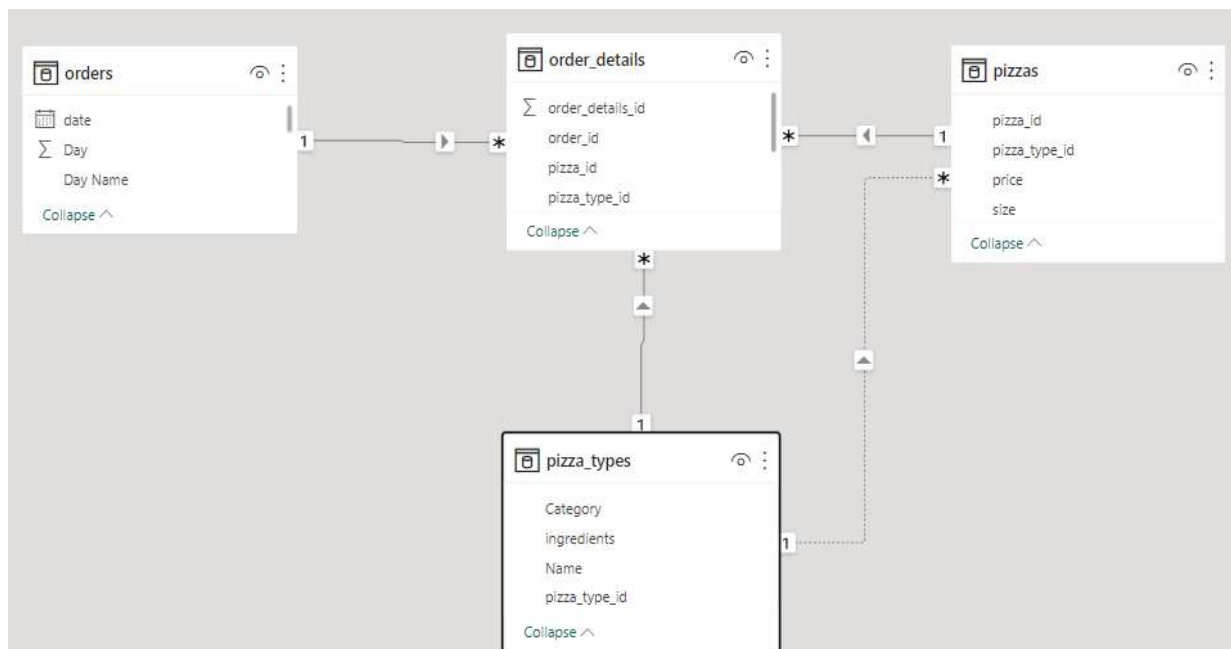 orders
date
Day
Day Name
Collapse
1
*
order_details
order_details_id
order_id
pizza_id
pizza_type_id
Collapse
*
1
pizzas
pizza_id
pizza_type_id
price
size
Collapse
*
*
1
pizza_types
Category
ingredients
Name
pizza_type_id
Collapse
1